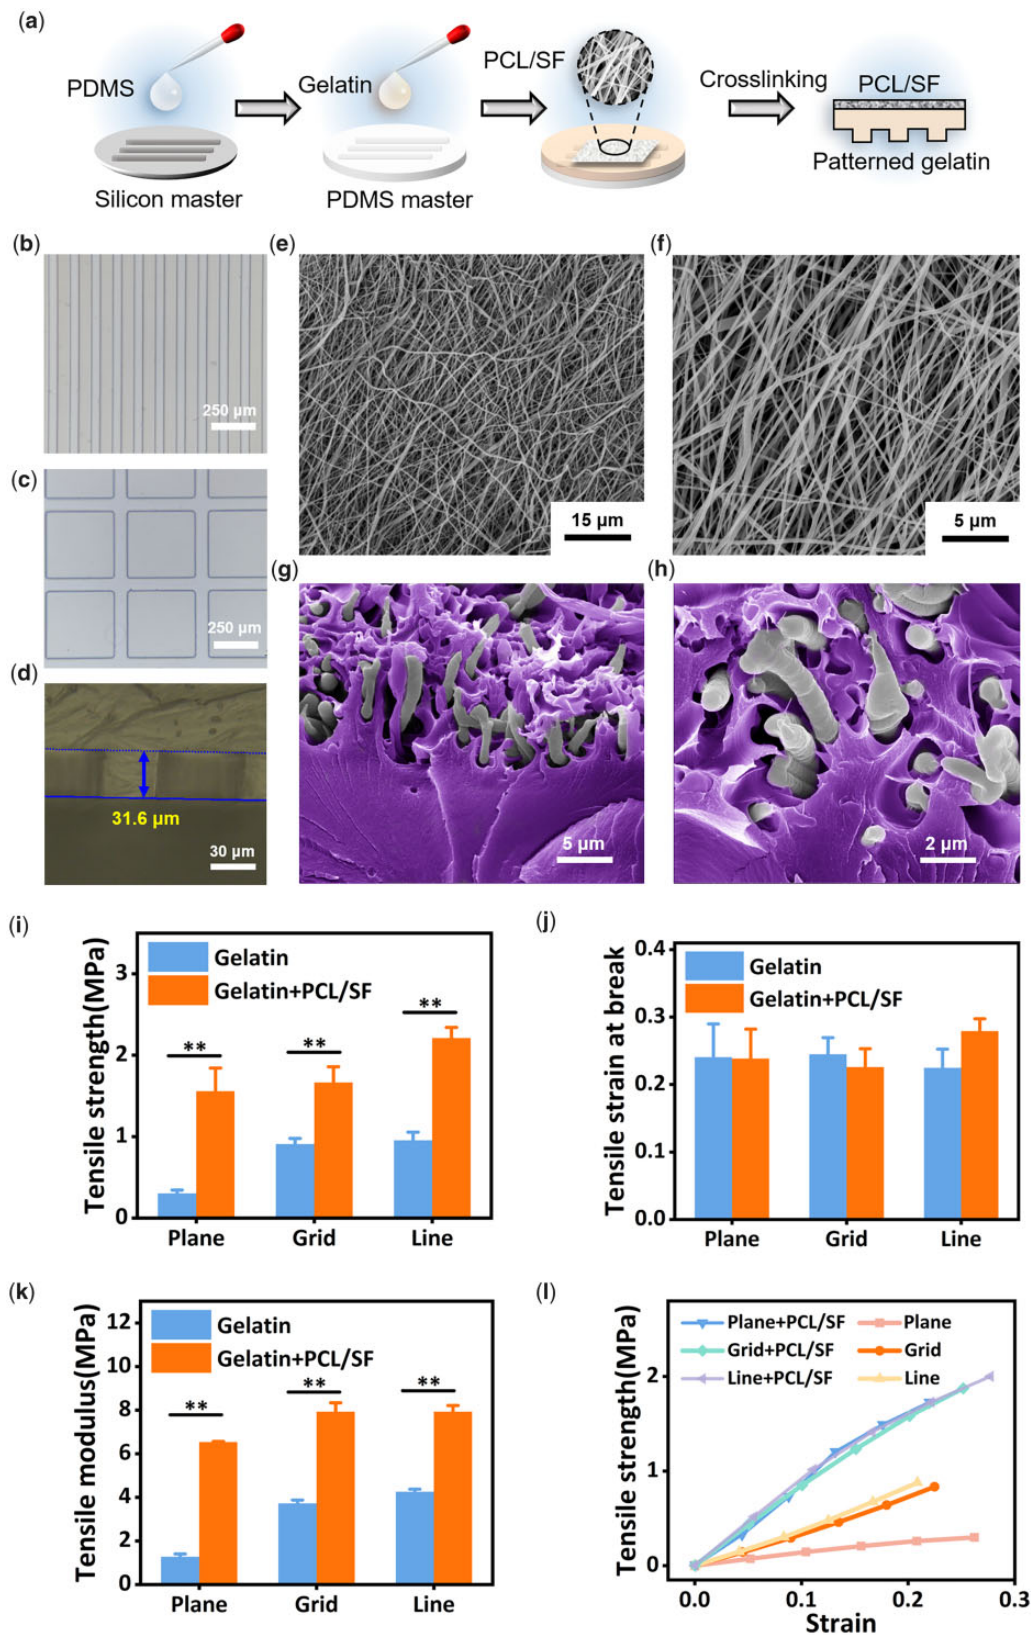 (a)
PDMS
Gelatin
PCL/SF
Crosslinking
PCL/SF
Silicon master
PDMS master
Patterned gelatin
(b)
250 μm
(c)
250 μm
(d)
31.6 μm
30 μm
(e)
15 μm
(f)
5 μm
(g)
5 μm
(h)
2 μm
(i)
Tensile strength(MPa)
3
2
1
0
Gelatin
Gelatin+PCL/SF
**
**
**
Plane
Grid
Line
(j)
Tensile strain at break
0.4
0.3
0.2
0.1
0.0
Gelatin
Gelatin+PCL/SF
Plane
Grid
Line
(k)
Tensile modulus(MPa)
12
10
8
6
4
2
0
Gelatin
Gelatin+PCL/SF
**
**
**
Plane
Grid
Line
(l)
Tensile strength(MPa)
2
1
0
Plane+PCL/SF
Plane
Grid+PCL/SF
Grid
Line+PCL/SF
Line
0.0
0.1
0.2
0.3
Strain